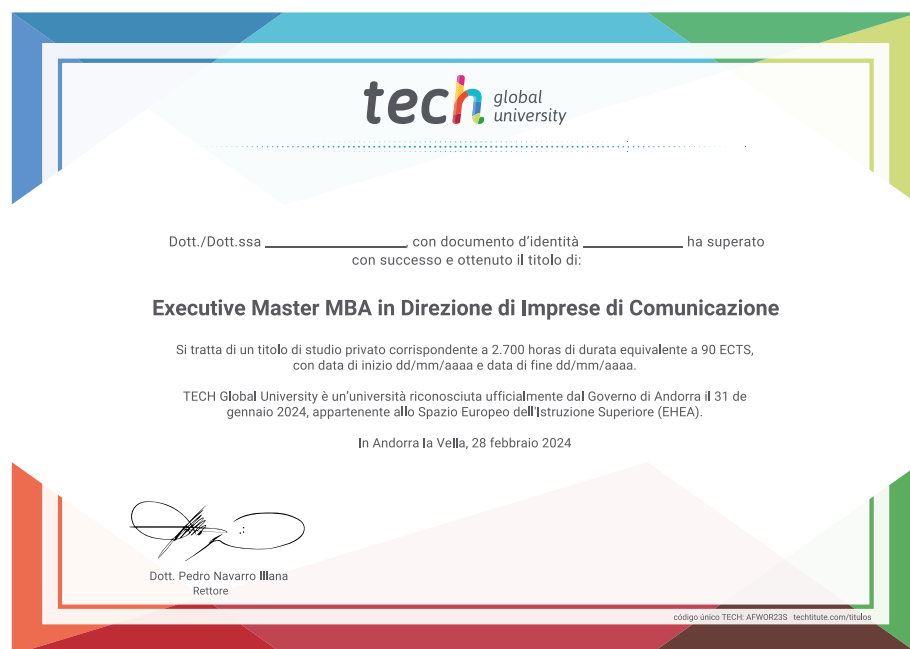 tech global university
Dott./Dott.ssa _________________, con documento d'identità ____________ ha superato
con successo e ottenuto il titolo di:
Executive Master MBA in Direzione di Imprese di Comunicazione
Si tratta di un titolo di studio privato corrispondente a 2.700 horas di durata equivalente a 90 ECTS,
con data di inizio dd/mm/aaaa e data di fine dd/mm/aaaa.
TECH Global University è un'università riconosciuta ufficialmente dal Governo di Andorra il 31 de
gennaio 2024, appartenente allo Spazio Europeo dell'Istruzione Superiore (EHEA).
In Andorra la Vella, 28 febbraio 2024
Dott. Pedro Navarro Illana
Rettore
código único TECH: AFWOR23S techtitute.com/titulos